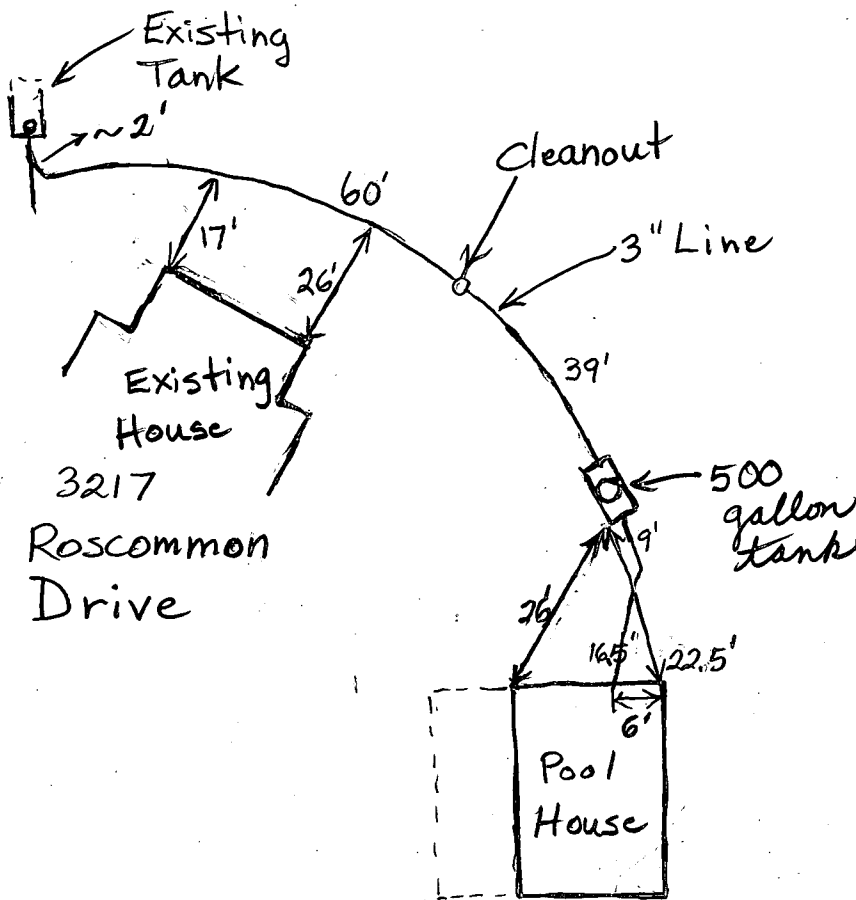 Existing
Tank
~2'
Cleanout
60'
17'
3" Line
26'
39'
Existing
House
3217
Roscommon
Drive
500
gallon
tank
9'
26'
16.5'
22.5'
6'
Pool
House